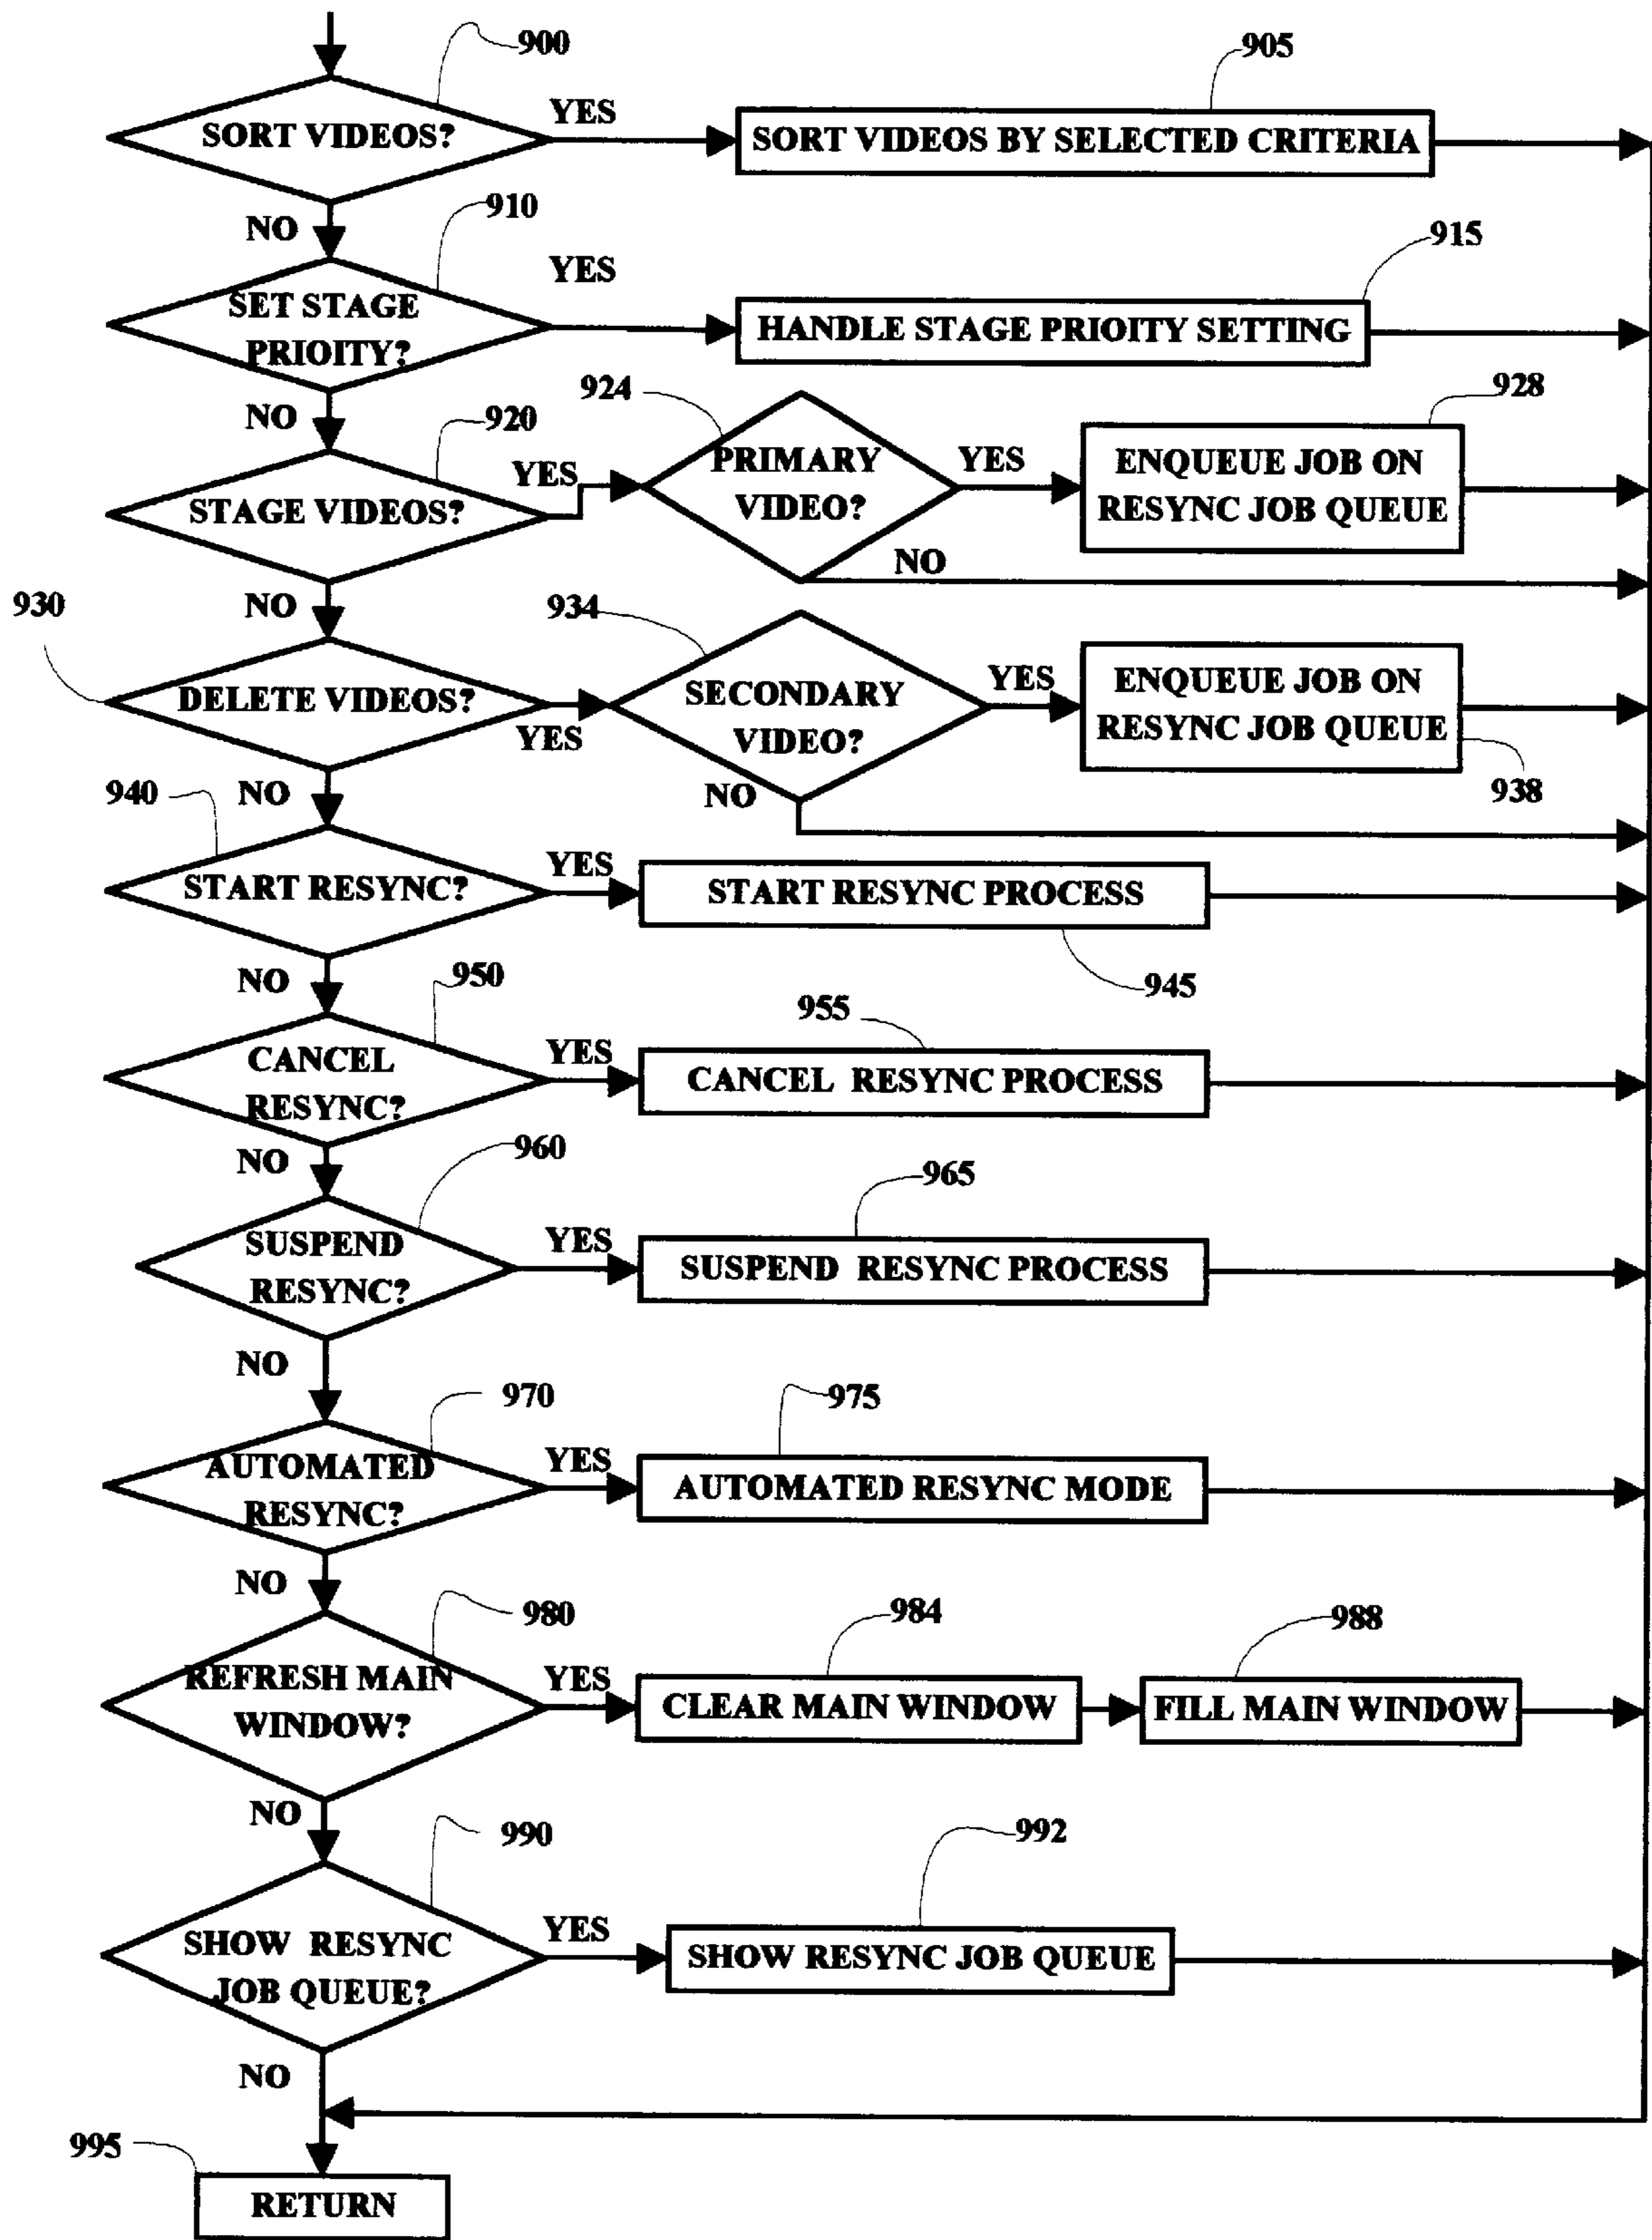 900
905
SORT VIDEOS?
YES
SORT VIDEOS BY SELECTED CRITERIA
NO
910
915
SET STAGE
PRIOITY?
YES
HANDLE STAGE PRIOITY SETTING
NO
920
924
928
STAGE VIDEOS?
YES
PRIMARY
VIDEO?
YES
ENQUEUE JOB ON
RESYNC JOB QUEUE
NO
NO
930
934
DELETE VIDEOS?
YES
SECONDARY
VIDEO?
YES
ENQUEUE JOB ON
RESYNC JOB QUEUE
938
NO
NO
940
START RESYNC?
YES
START RESYNC PROCESS
945
NO
950
955
CANCEL
RESYNC?
YES
CANCEL RESYNC PROCESS
NO
960
965
SUSPEND
RESYNC?
YES
SUSPEND RESYNC PROCESS
NO
970
975
AUTOMATED
RESYNC?
YES
AUTOMATED RESYNC MODE
NO
980
984
988
REFRESH MAIN
WINDOW?
YES
CLEAR MAIN WINDOW
FILL MAIN WINDOW
NO
990
992
SHOW RESYNC
JOB QUEUE?
YES
SHOW RESYNC JOB QUEUE
NO
995
RETURN